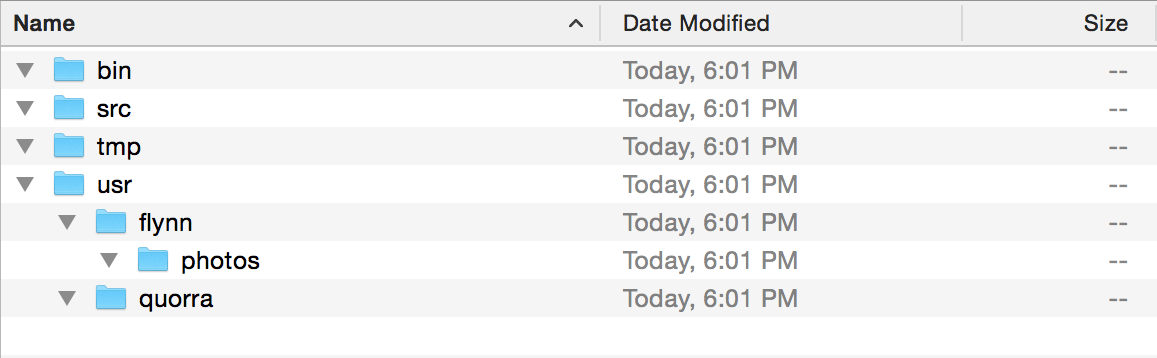 Name Date Modified Size
bin Today, 6:01 PM --
src Today, 6:01 PM --
tmp Today, 6:01 PM --
usr Today, 6:01 PM --
flynn Today, 6:01 PM --
photos Today, 6:01 PM --
quorra Today, 6:01 PM --